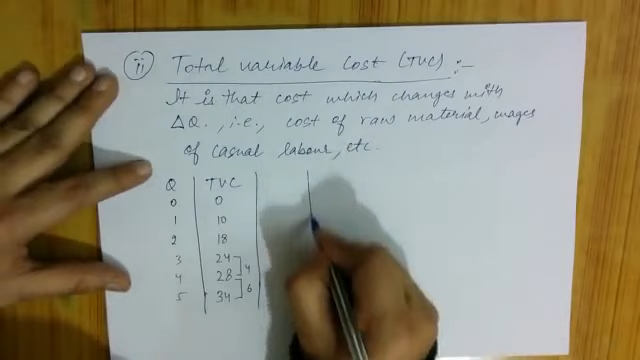 (ii) Total variable Cost (TVC) :-
It is that cost which changes with
ΔQ., i.e., cost of raw material, wages
of casual labour, etc.
Q TVC
0 0
1 10
2 18
3 24
4
4 28
6
5 34